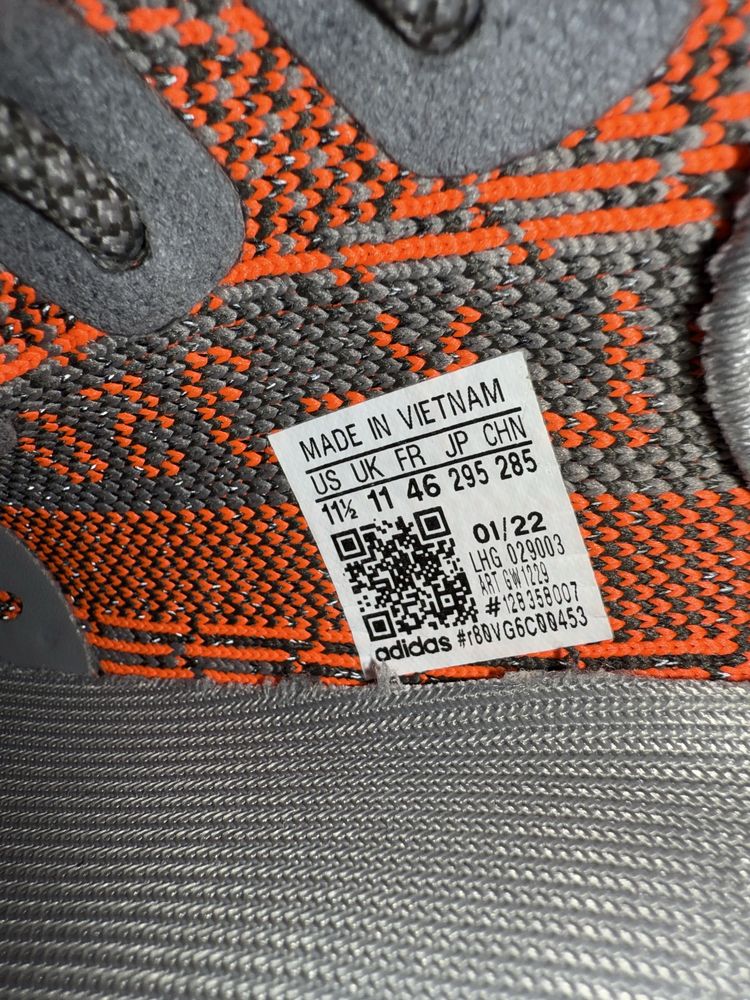 MADE IN VIETNAM
US UK FR JP CHN
11½ 11 46 295 285
01/22
LHG 029003
ART GW1229
#128358007
adidas #r80VG6C00453